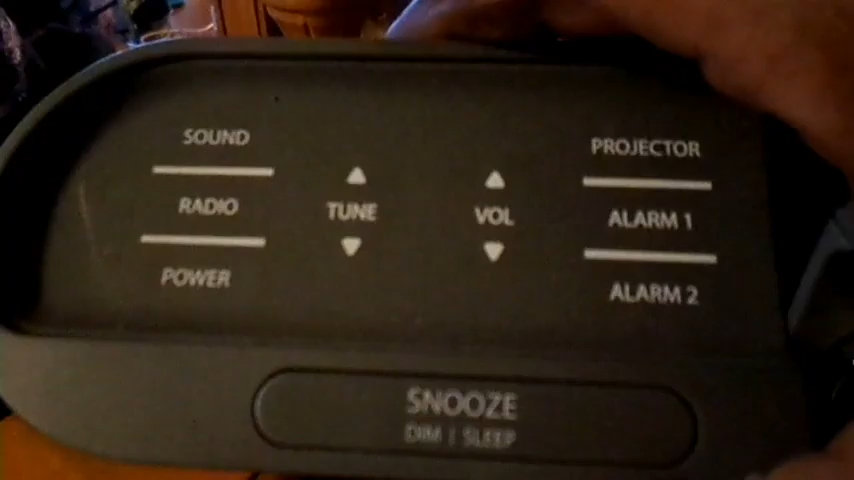 SOUND
RADIO
POWER
TUNE
VOL
PROJECTOR
ALARM 1
ALARM 2
SNOOZE
DIM | SLEEP